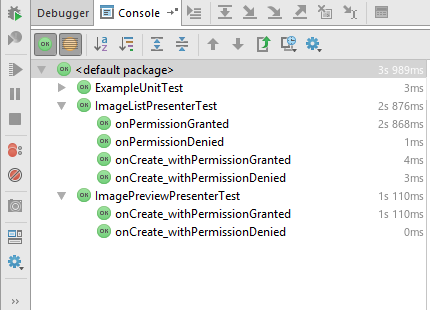 Debugger Console
OK <default package> 3s 989ms
OK ExampleUnitTest 3ms
OK ImageListPresenterTest 2s 876ms
OK onPermissionGranted 2s 868ms
OK onPermissionDenied 1ms
OK onCreate_withPermissionGranted 4ms
OK onCreate_withPermissionDenied 3ms
OK ImagePreviewPresenterTest 1s 110ms
OK onCreate_withPermissionGranted 1s 110ms
OK onCreate_withPermissionDenied 0ms